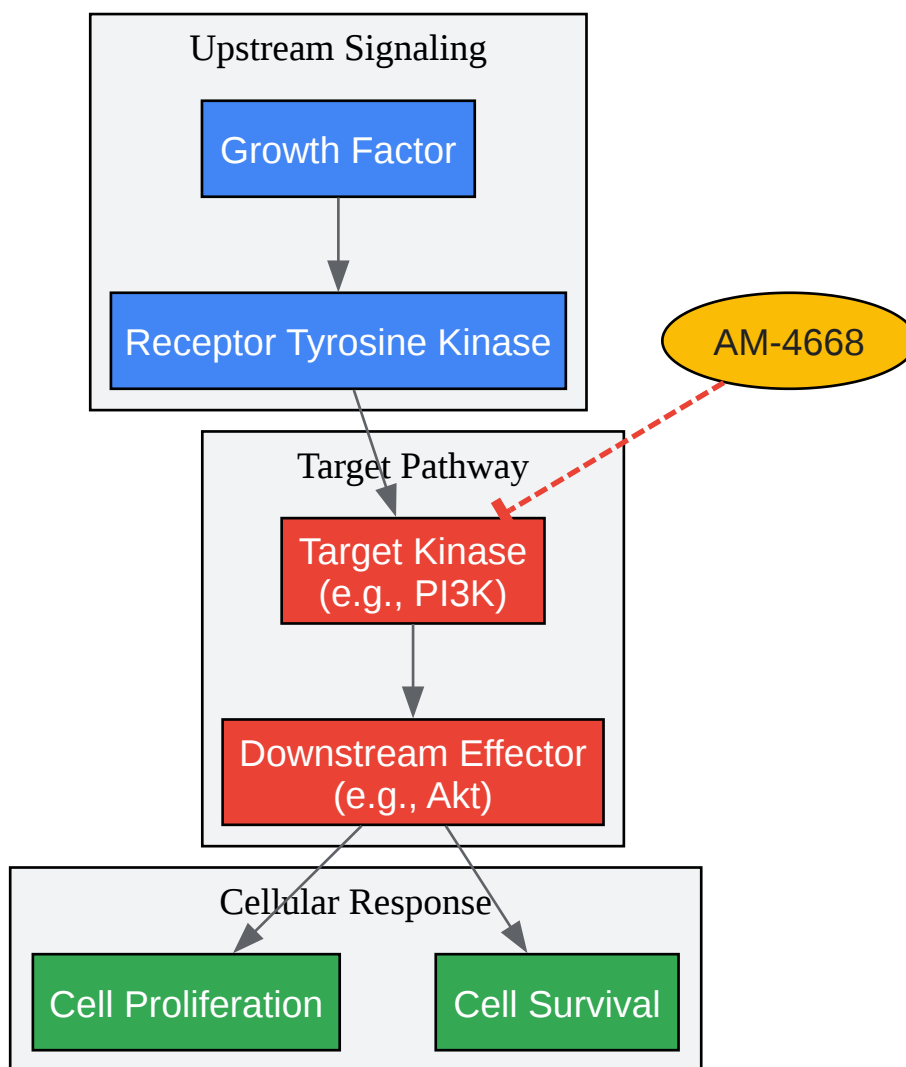 Upstream Signaling
Growth Factor
Receptor Tyrosine Kinase
AM-4668
Target Pathway
Target Kinase
(e.g., PI3K)
Downstream Effector
(e.g., Akt)
Cellular Response
Cell Proliferation
Cell Survival